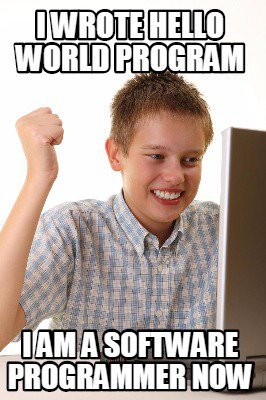 I WROTE HELLO
WORLD PROGRAM
I AM A SOFTWARE
PROGRAMMER NOW